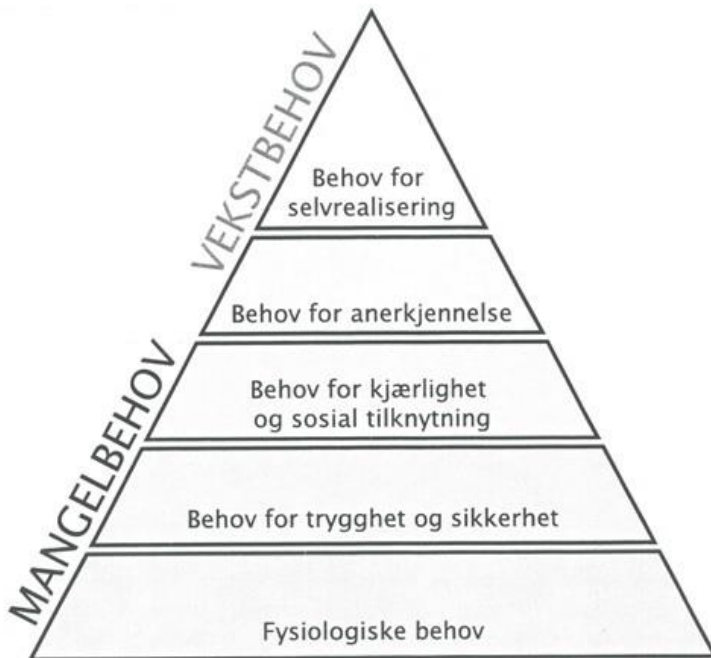 VEKSTBEHOV
Behov for
selvrealisering
Behov for anerkjennelse
MANGELBEHOV
Behov for kjærlighet
og sosial tilknytning
Behov for trygghet og sikkerhet
Fysiologiske behov